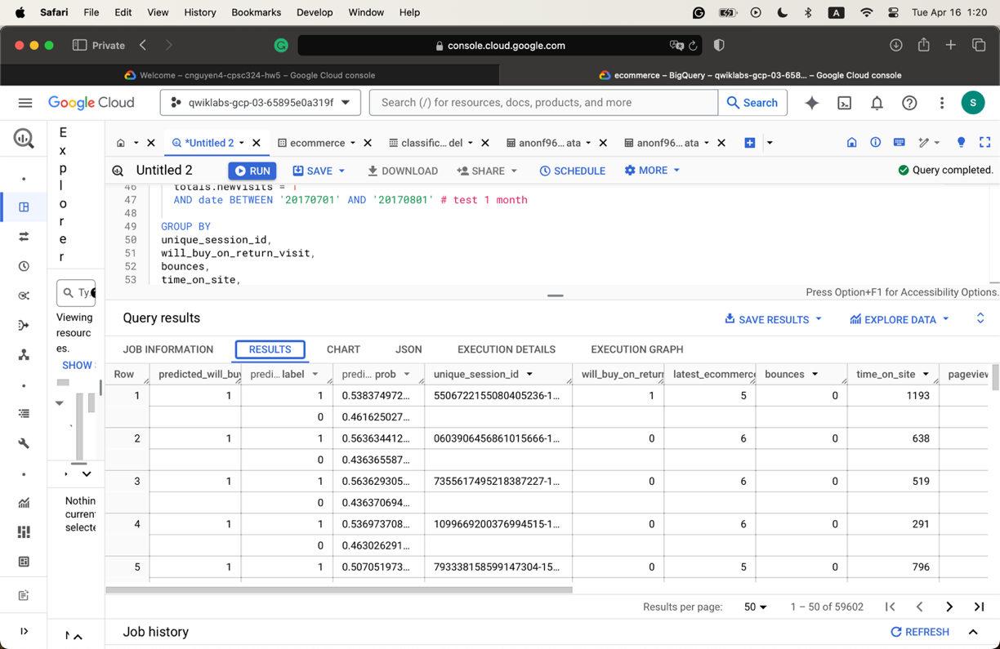 Safari File Edit View History Bookmarks Develop Window Help A Tue Apr 16 1:20
Private console.cloud.google.com
Welcome – cnguyen4-cpsc324-hw5 – Google Cloud console ecommerce – BigQuery – qwiklabs-gcp-03-658... – Google Cloud console
Google Cloud qwiklabs-gcp-03-65895e0a319f Search (/) for resources, docs, products, and more Search S
Explorer
*Untitled 2 ecommerce classific... del anonf96... ata anonf96... ata
Untitled 2 RUN SAVE DOWNLOAD SHARE SCHEDULE MORE Query completed.
46 totals.newVisits = 1
47 AND date BETWEEN '20170701' AND '20170801' # test 1 month
48
49 GROUP BY
50 unique_session_id,
51 will_buy_on_return_visit,
52 bounces,
53 time_on_site,
Press Option+F1 for Accessibility Options.
Ty
Viewing
resourc
es.
SHOW
Nothin
curren
selecte
Query results SAVE RESULTS EXPLORE DATA
JOB INFORMATION RESULTS CHART JSON EXECUTION DETAILS EXECUTION GRAPH
Row predicted_will_buy predi... label predi... prob unique_session_id will_buy_on_return latest_ecommerce bounces time_on_site pageview
1 1 1 0.538374972... 5506722155080405236-1... 1 5 0 1193
0 0.461625027...
2 1 1 0.563634412... 0603906456861015666-1... 0 6 0 638
0 0.436365587...
3 1 1 0.563629305... 7355617495218387227-1... 0 6 0 519
0 0.436370694...
4 1 1 0.536973708... 1099669200376994515-1... 0 6 0 291
0 0.463026291...
5 1 1 0.507051973... 793338158599147304-15... 0 5 0 796
Results per page: 50 1 – 50 of 59602
Job history REFRESH